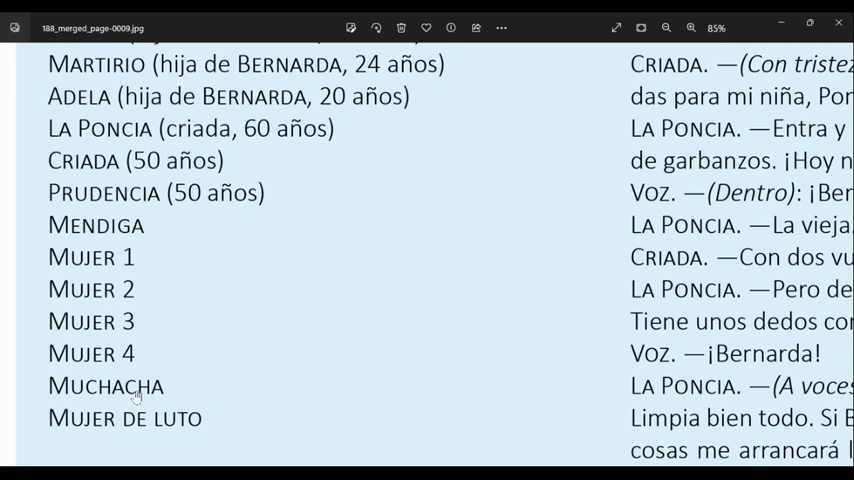 188_merged_page-0009.jpg
85%
MARTIRIO (hija de BERNARDA, 24 años)
ADELA (hija de BERNARDA, 20 años)
LA PONCIA (criada, 60 años)
CRIADA (50 años)
PRUDENCIA (50 años)
MENDIGA
MUJER 1
MUJER 2
MUJER 3
MUJER 4
MUCHACHA
MUJER DE LUTO
CRIADA. —(Con tristez
das para mi niña, Por
LA PONCIA. —Entra y
de garbanzos. ¡Hoy n
VOZ. —(Dentro): ¡Ber
LA PONCIA. —La vieja.
CRIADA. —Con dos vu
LA PONCIA. —Pero de
Tiene unos dedos co
VOZ. —¡Bernarda!
LA PONCIA. —(A voces
Limpia bien todo. Si B
cosas me arrancará l